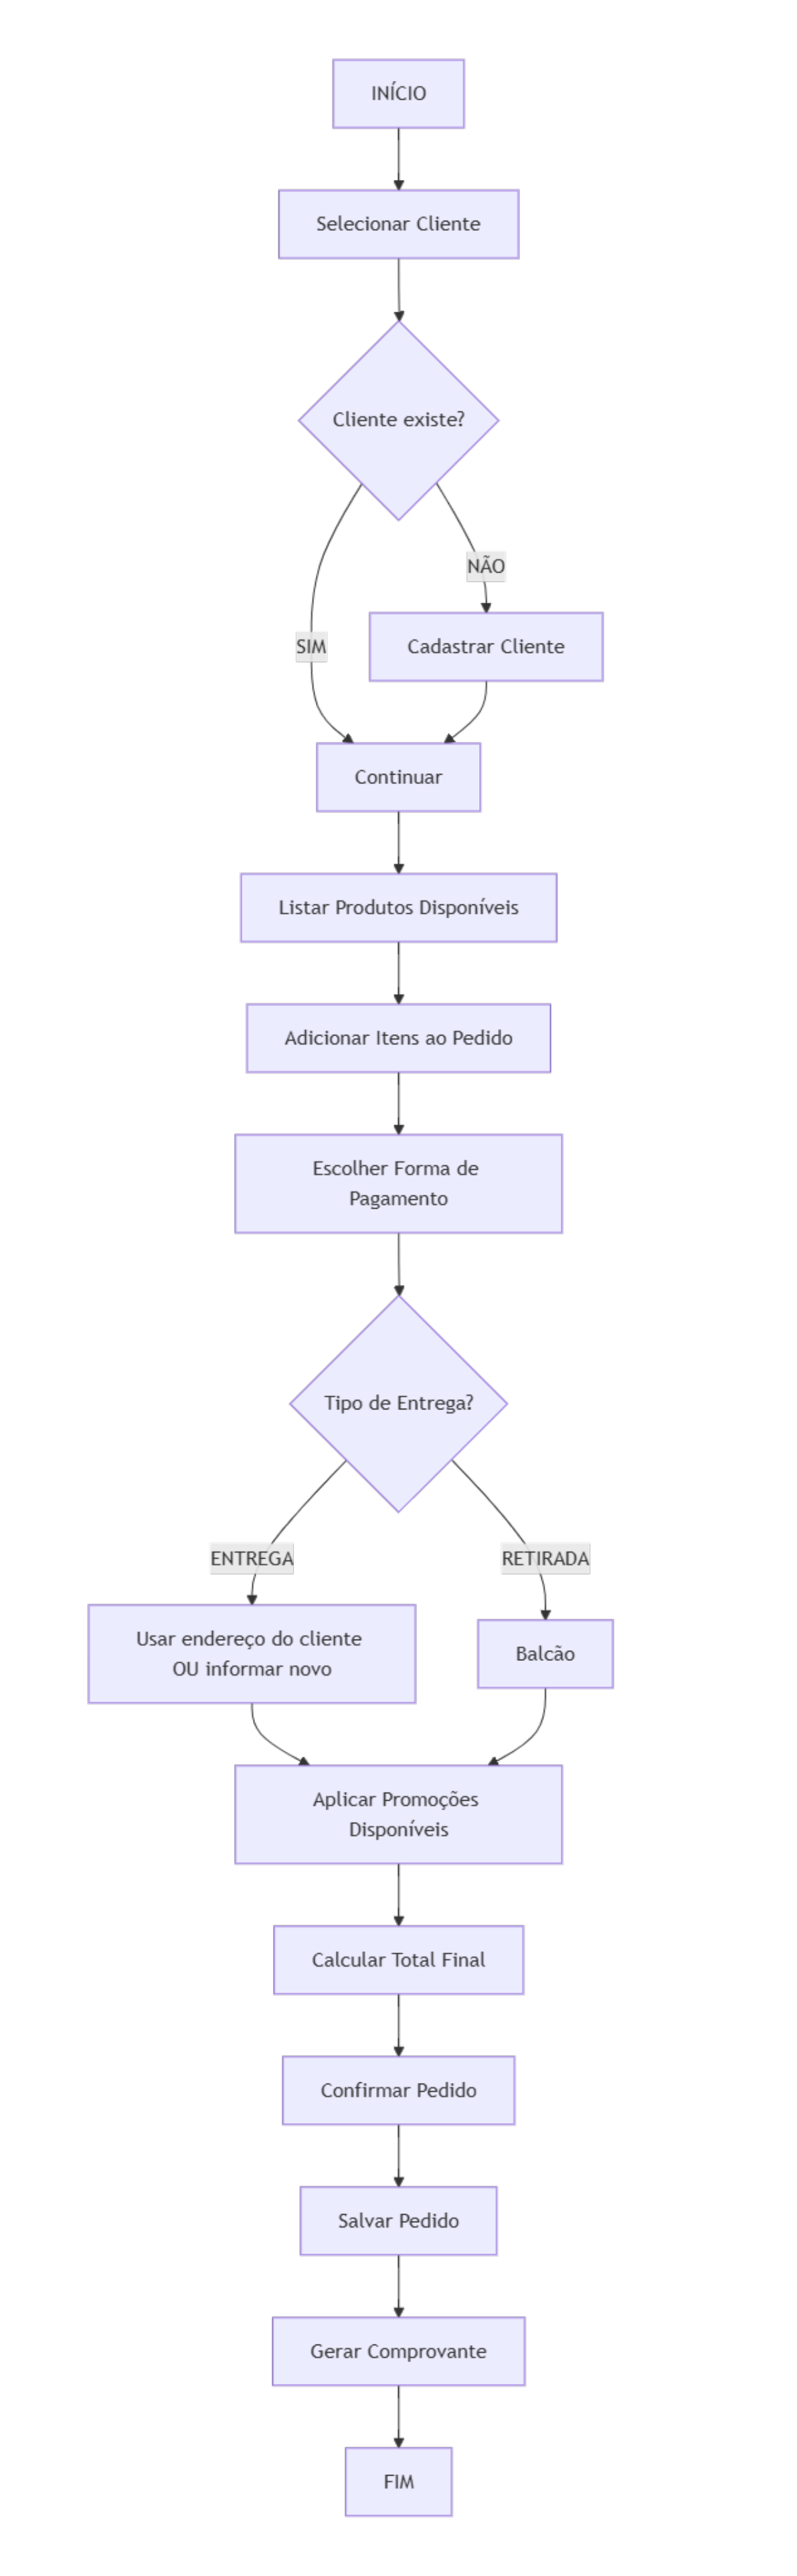 INÍCIO
Selecionar Cliente
Cliente existe?
NÃO
SIM
Cadastrar Cliente
Continuar
Listar Produtos Disponíveis
Adicionar Itens ao Pedido
Escolher Forma de
Pagamento
Tipo de Entrega?
ENTREGA
RETIRADA
Usar endereço do cliente
OU informar novo
Balcão
Aplicar Promoções
Disponíveis
Calcular Total Final
Confirmar Pedido
Salvar Pedido
Gerar Comprovante
FIM